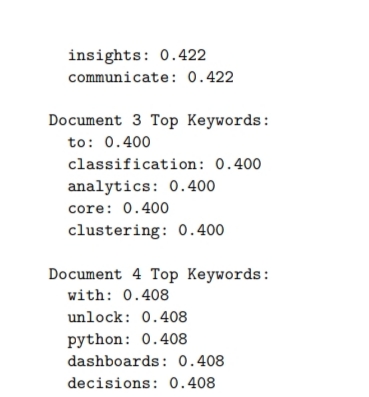 insights: 0.422
communicate: 0.422
Document 3 Top Keywords:
to: 0.400
classification: 0.400
analytics: 0.400
core: 0.400
clustering: 0.400
Document 4 Top Keywords:
with: 0.408
unlock: 0.408
python: 0.408
dashboards: 0.408
decisions: 0.408